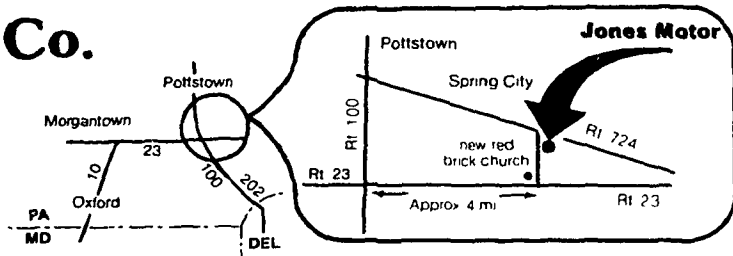 Co.
Pottstown
Morgantown
23
10
100
202
Oxford
PA
MD
DEL
Jones Motor
Pottstown
Spring City
Rt 100
Rt 724
new red
brick church
Rt 23
Approx 4 mi
Rt 23